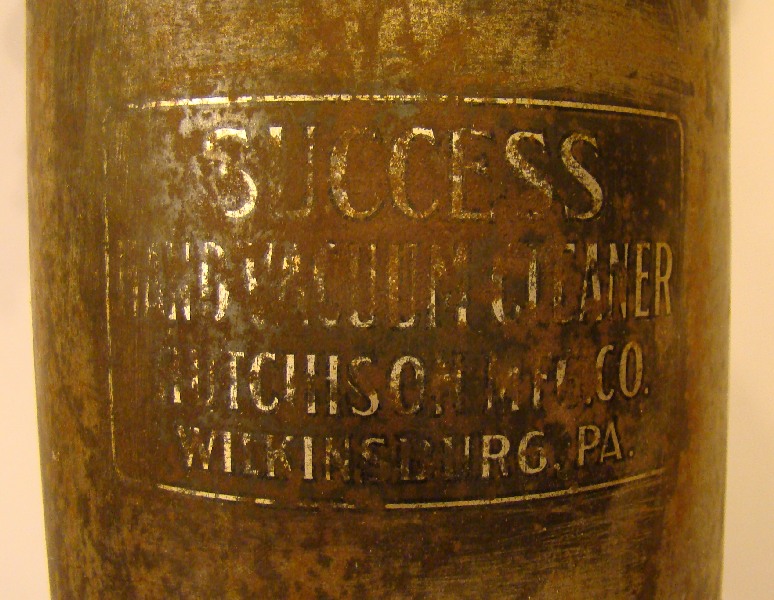 SUCCESS
HAND VACUUM CLEANER
HUTCHISON MFG. CO.
WILKINSBURG, PA.